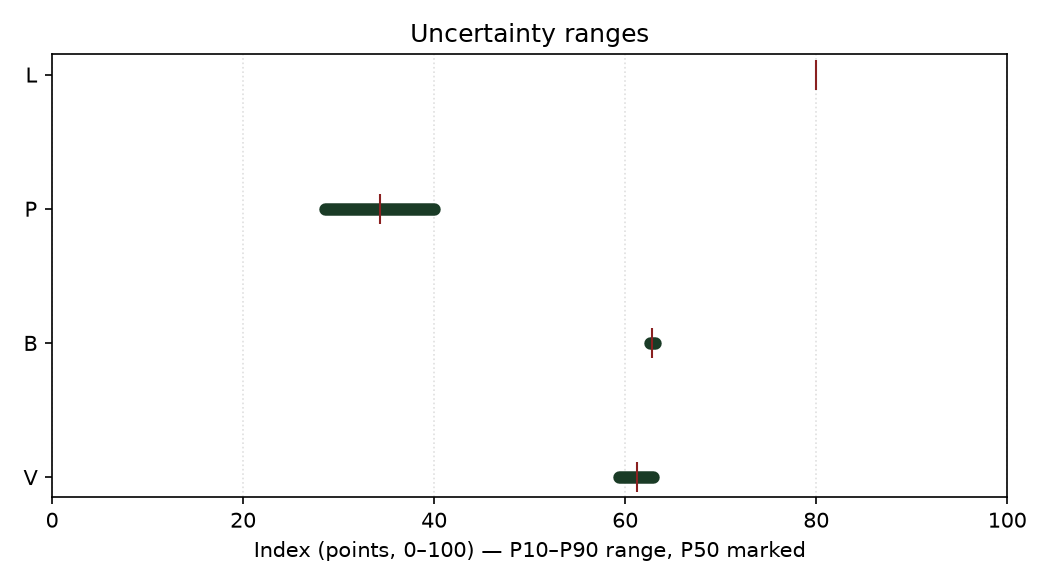 Uncertainty ranges
L
P
B
V
0 20 40 60 80 100
Index (points, 0–100) — P10–P90 range, P50 marked